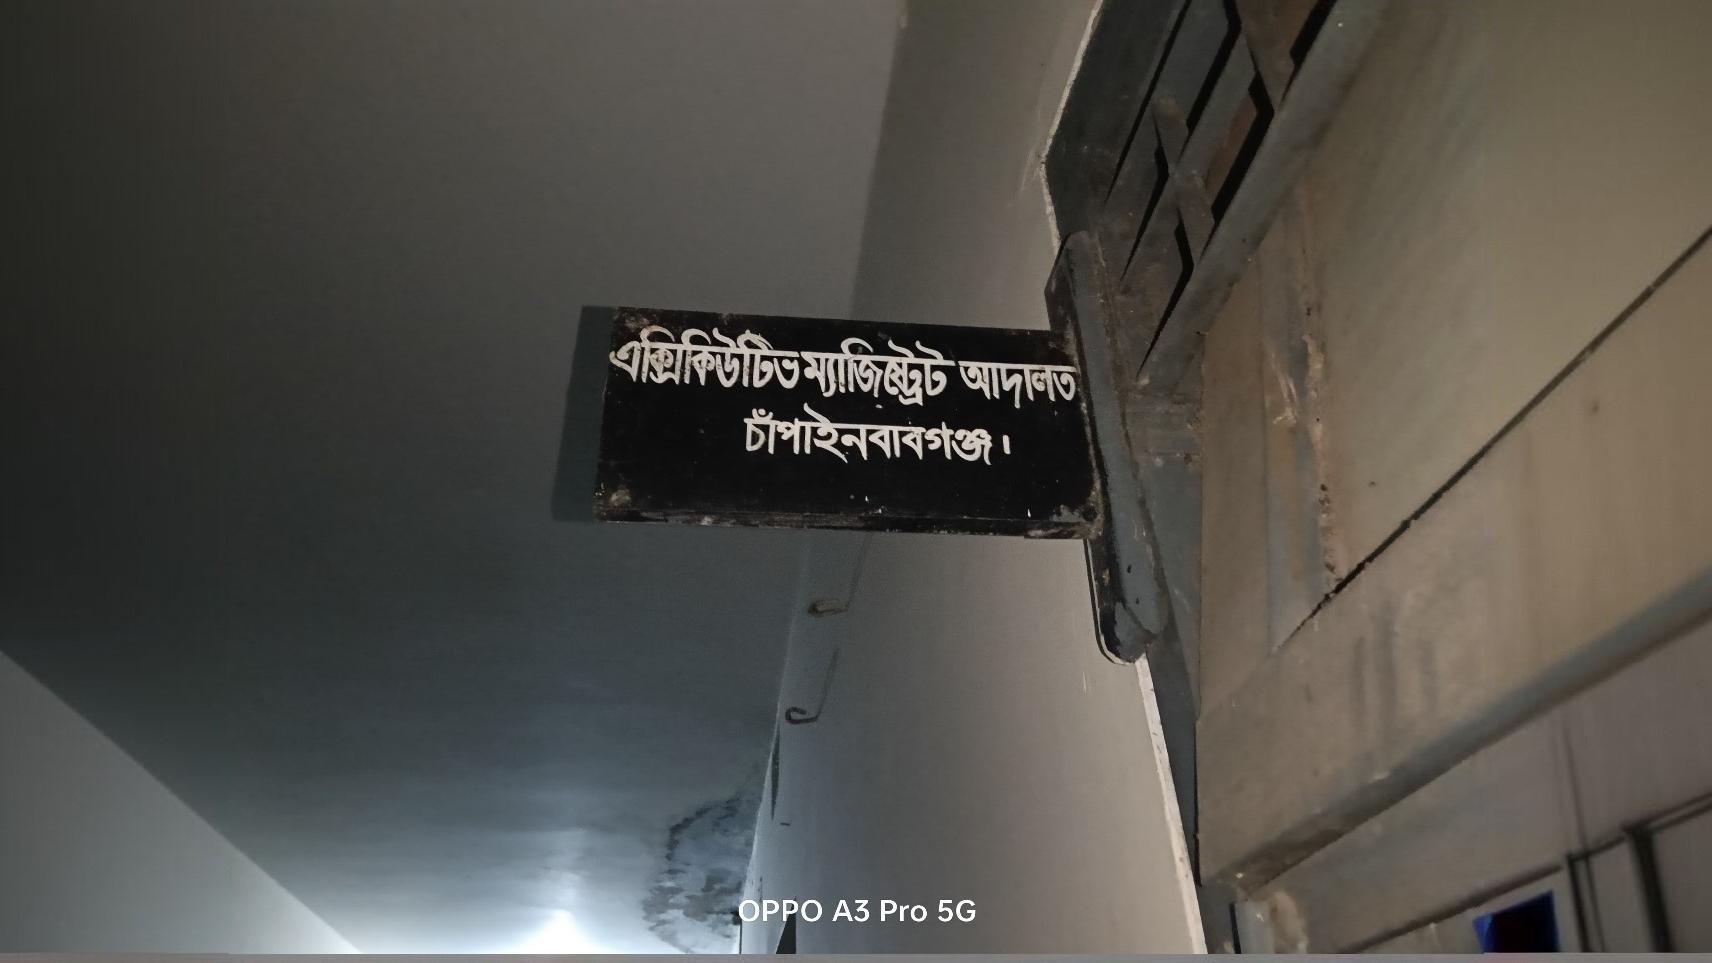 এক্সিকিউটিভ ম্যাজিষ্ট্রেট আদালত
চাঁপাইনবাবগঞ্জ।
OPPO A3 Pro 5G